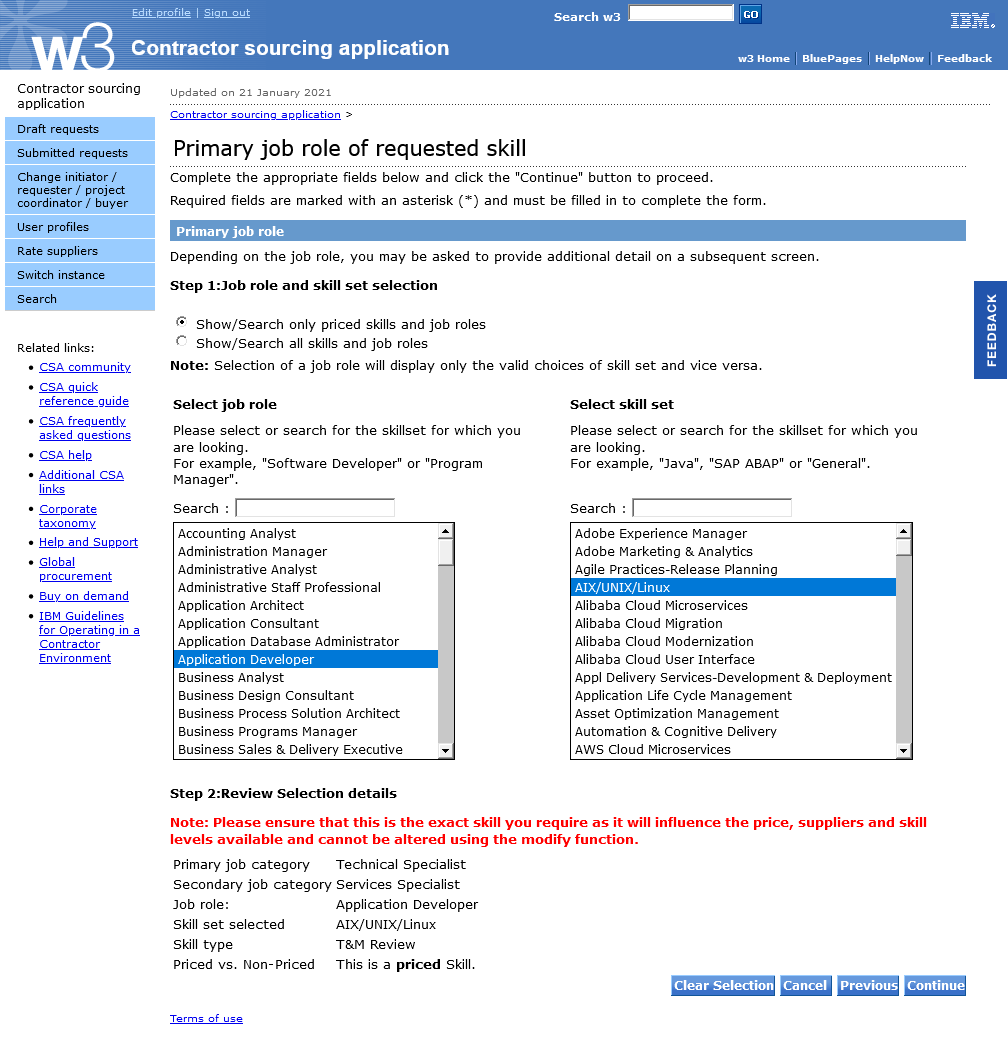 Edit profile | Sign out
Search w3
GO
IBM.
w3
Contractor sourcing application
w3 Home | BluePages | HelpNow | Feedback
Contractor sourcing
application
Draft requests
Submitted requests
Change initiator /
requester / project
coordinator / buyer
User profiles
Rate suppliers
Switch instance
Search
Related links:
CSA community
CSA quick
reference guide
CSA frequently
asked questions
CSA help
Additional CSA
links
Corporate
taxonomy
Help and Support
Global
procurement
Buy on demand
IBM Guidelines
for Operating in a
Contractor
Environment
Updated on 21 January 2021
Contractor sourcing application >
Primary job role of requested skill
Complete the appropriate fields below and click the "Continue" button to proceed.
Required fields are marked with an asterisk (*) and must be filled in to complete the form.
Primary job role
Depending on the job role, you may be asked to provide additional detail on a subsequent screen.
Step 1:Job role and skill set selection
Show/Search only priced skills and job roles
Show/Search all skills and job roles
Note: Selection of a job role will display only the valid choices of skill set and vice versa.
Select job role
Please select or search for the skillset for which you
are looking.
For example, "Software Developer" or "Program
Manager".
Search :
Accounting Analyst
Administration Manager
Administrative Analyst
Administrative Staff Professional
Application Architect
Application Consultant
Application Database Administrator
Application Developer
Business Analyst
Business Design Consultant
Business Process Solution Architect
Business Programs Manager
Business Sales & Delivery Executive
Select skill set
Please select or search for the skillset for which you
are looking.
For example, "Java", "SAP ABAP" or "General".
Search :
Adobe Experience Manager
Adobe Marketing & Analytics
Agile Practices-Release Planning
AIX/UNIX/Linux
Alibaba Cloud Microservices
Alibaba Cloud Migration
Alibaba Cloud Modernization
Alibaba Cloud User Interface
Appl Delivery Services-Development & Deployment
Application Life Cycle Management
Asset Optimization Management
Automation & Cognitive Delivery
AWS Cloud Microservices
FEEDBACK
Step 2:Review Selection details
Note: Please ensure that this is the exact skill you require as it will influence the price, suppliers and skill
levels available and cannot be altered using the modify function.
Primary job category Technical Specialist
Secondary job category Services Specialist
Job role: Application Developer
Skill set selected AIX/UNIX/Linux
Skill type T&M Review
Priced vs. Non-Priced This is a priced Skill.
Clear Selection Cancel Previous Continue
Terms of use